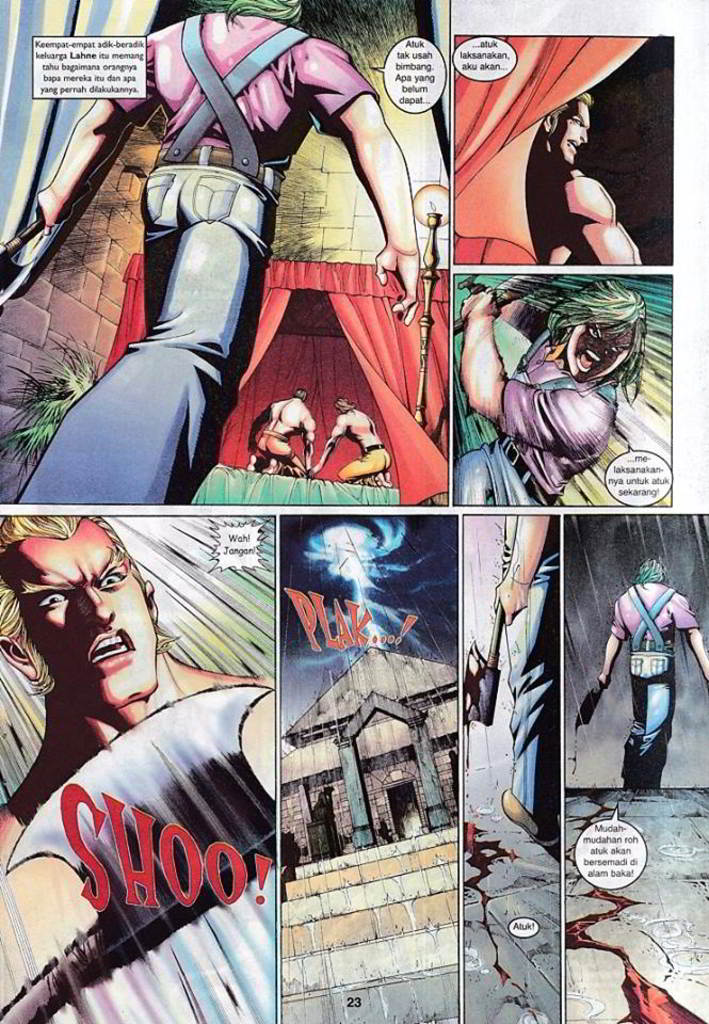 Keempat-empat adik-beradik
keluarga Lahne itu memang
tahu bagaimana orangnya
bapa mereka itu dan apa
yang pernah dilakukannya.
Atuk
tak usah
bimbang.
Apa yang
belum
dapat...
...atuk
laksanakan,
aku akan...
...me-
laksanakan-
nya untuk atuk
sekarang!
Wah!
Jangan!
SHOO!
PLAK...!
Atuk!
Mudah-
mudahan roh
atuk akan
bersemadi di
alam baka!
23